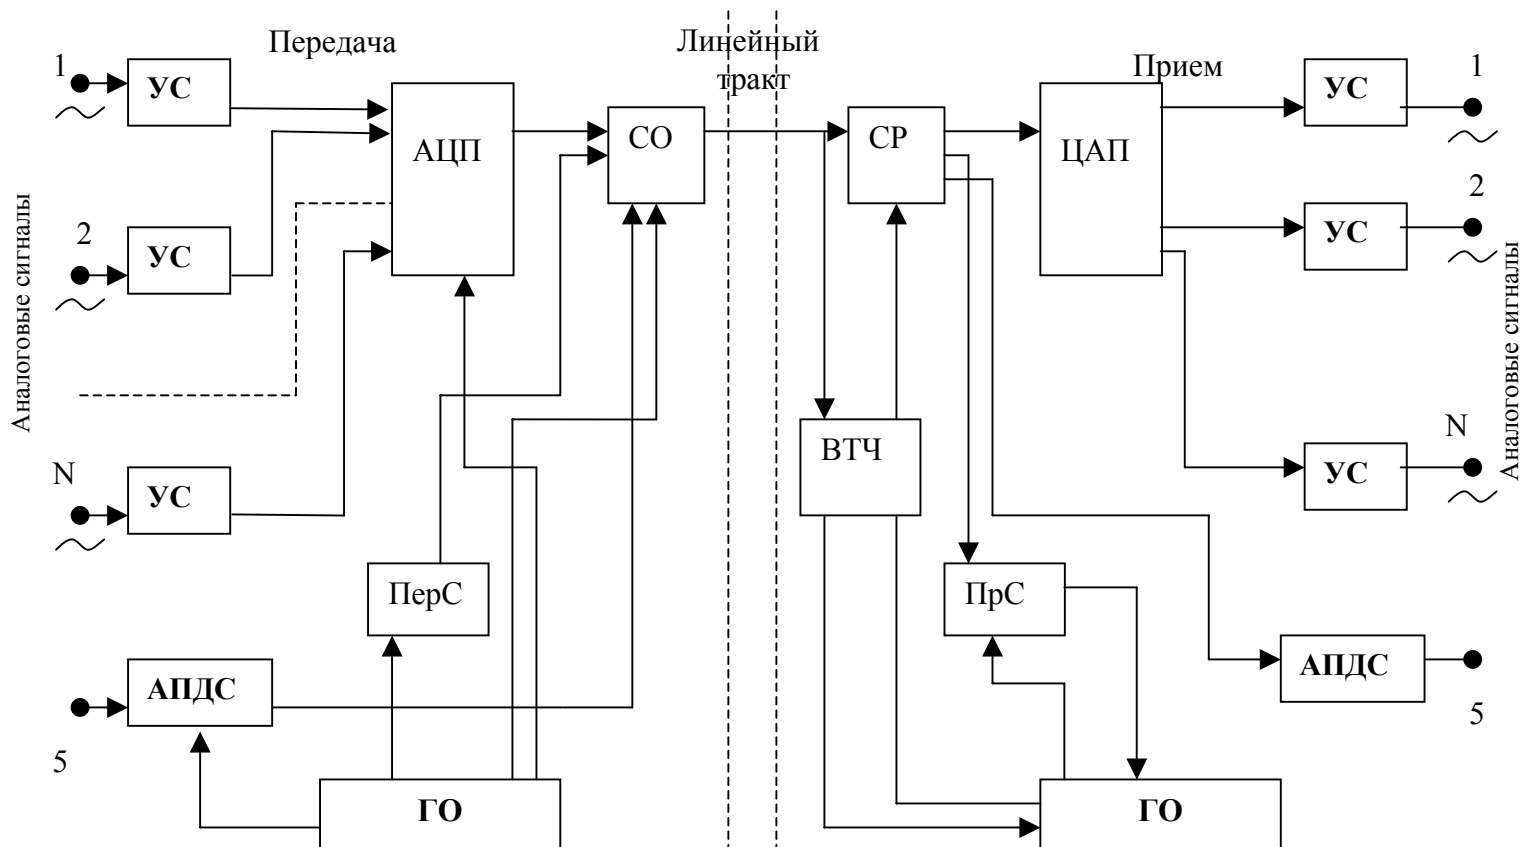 Передача
Линейный
тракт
Прием
1
УС
АЦП
СО
СР
ЦАП
УС
1
2
УС
УС
2
Аналоговые сигналы
Аналоговые сигналы
N
УС
ВТЧ
УС
N
ПерС
ПрС
АПДС
5
АПДС
5
ГО
ГО